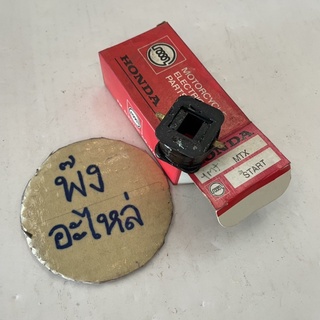 HONDA
MOTORCYCLE
ELECTRIC
PARTS
HONDA
MTX
START
พ๊ง
อะไหล่